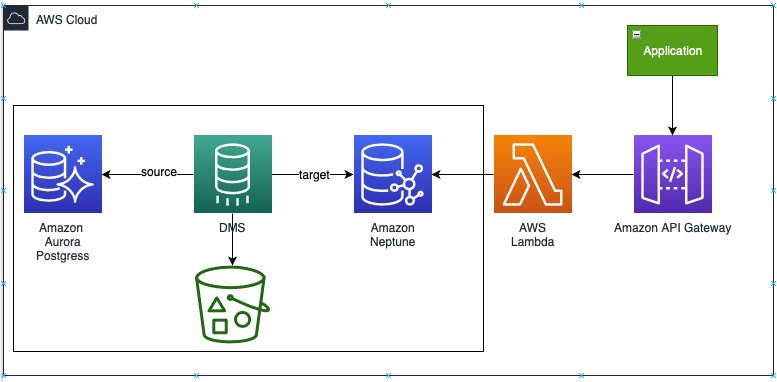 AWS Cloud
Application
source
target
Amazon
Aurora
Postgress
DMS
Amazon
Neptune
AWS
Lambda
Amazon API Gateway